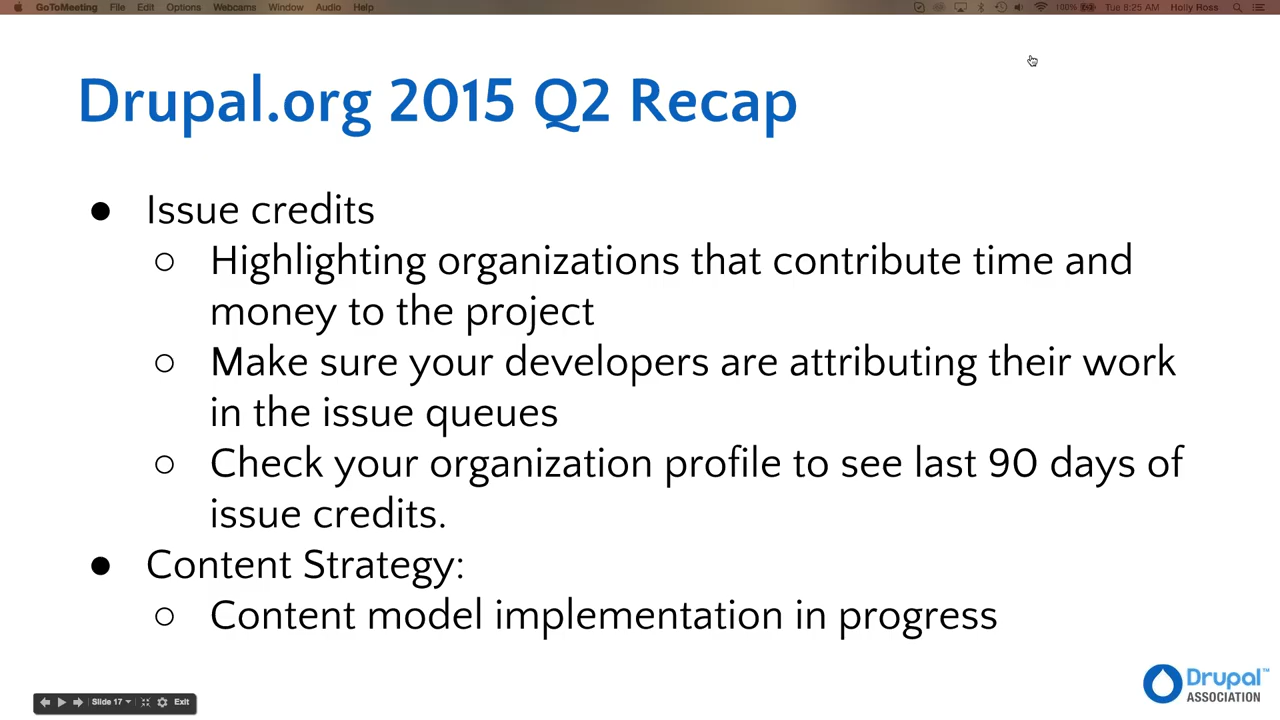 GoToMeeting File Edit Options Webcams Window Audio Help 100% Tue 8:25 AM Holly Ross
Drupal.org 2015 Q2 Recap
● Issue credits
○ Highlighting organizations that contribute time and
money to the project
○ Make sure your developers are attributing their work
in the issue queues
○ Check your organization profile to see last 90 days of
issue credits.
● Content Strategy:
○ Content model implementation in progress
Drupal™
ASSOCIATION
Slide 17 Exit